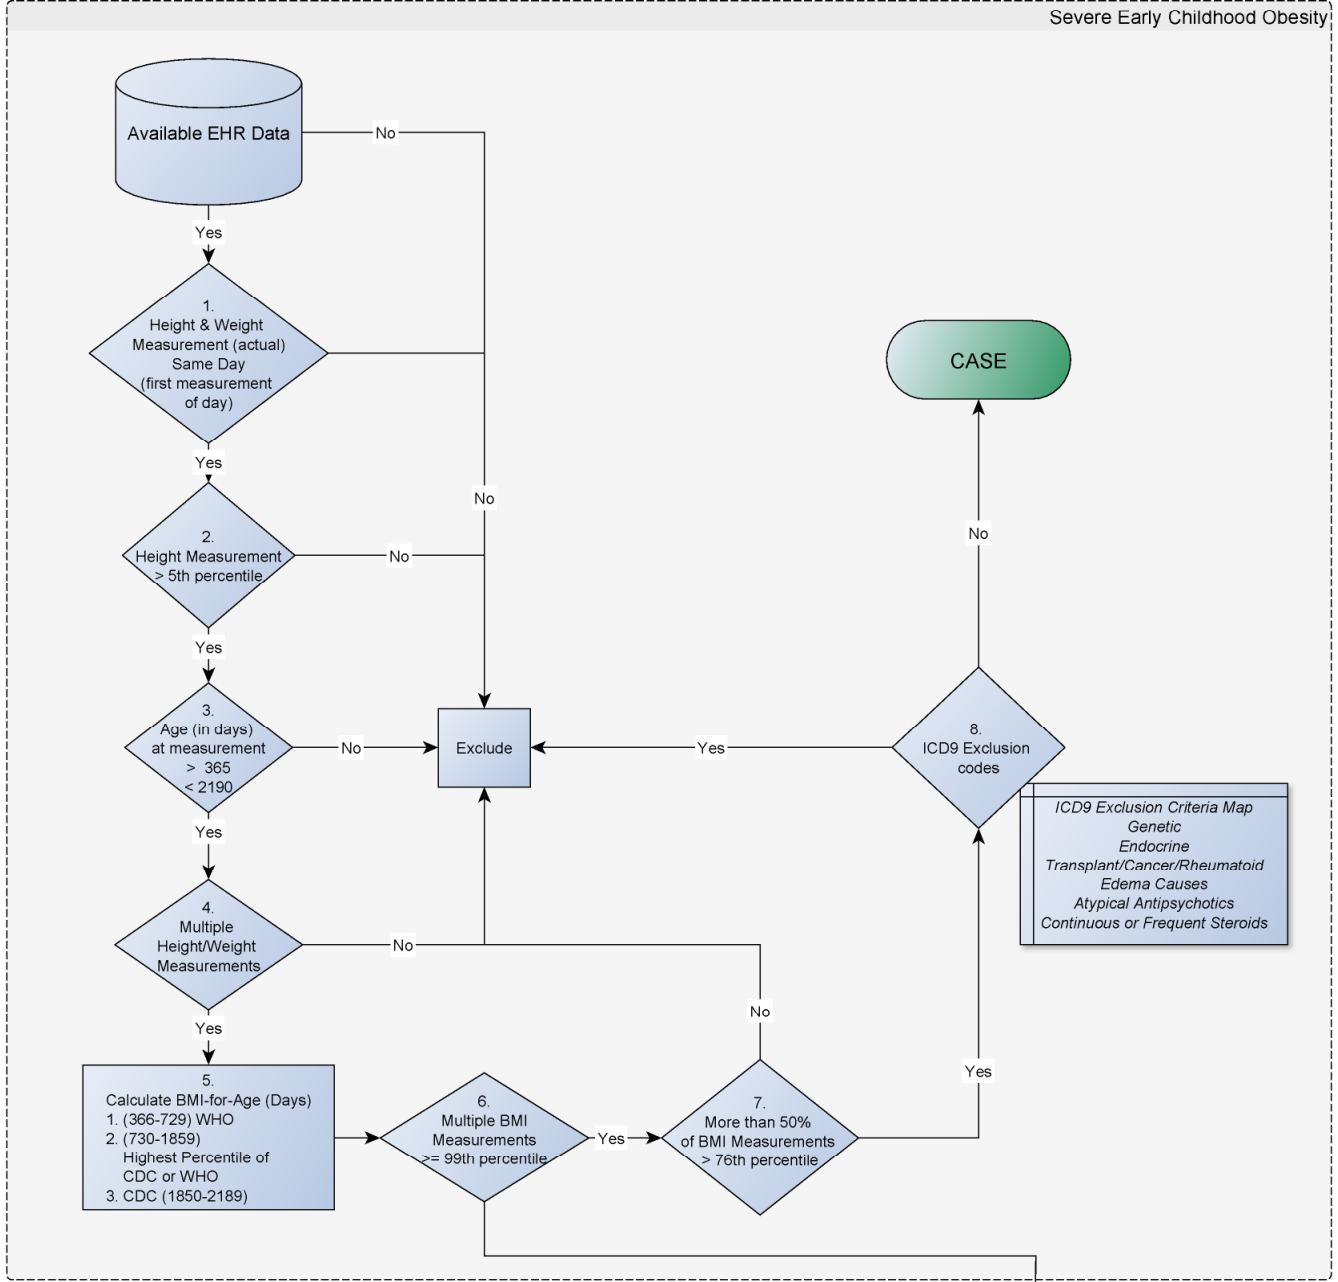 Severe Early Childhood Obesity
Available EHR Data
No
Yes
1.
Height & Weight
Measurement (actual)
Same Day
(first measurement
of day)
Yes
No
2.
Height Measurement
> 5th percentile
No
Yes
3.
Age (in days)
at measurement
> 365
< 2190
No
Exclude
Yes
8.
ICD9 Exclusion
codes
No
CASE
ICD9 Exclusion Criteria Map
Genetic
Endocrine
Transplant/Cancer/Rheumatoid
Edema Causes
Atypical Antipsychotics
Continuous or Frequent Steroids
Yes
4.
Multiple
Height/Weight
Measurements
No
Yes
5.
Calculate BMI-for-Age (Days)
1. (366-729) WHO
2. (730-1859)
Highest Percentile of
CDC or WHO
3. CDC (1850-2189)
6.
Multiple BMI
Measurements
>= 99th percentile
Yes
7.
More than 50%
of BMI Measurements
> 76th percentile
No
Yes